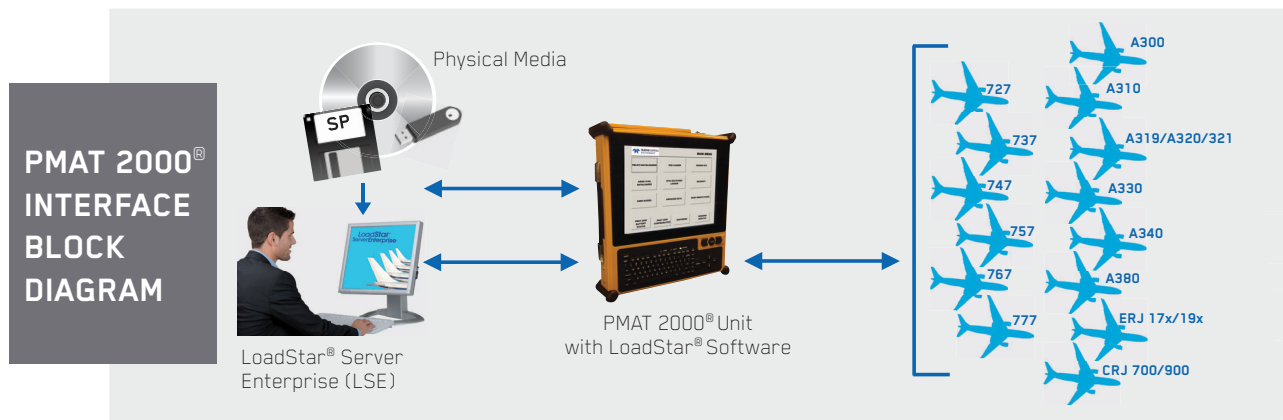 PMAT 2000®
INTERFACE
BLOCK
DIAGRAM
Physical Media
SP
LoadStar
ServerEnterprise
LoadStar® Server
Enterprise (LSE)
PMAT 2000® Unit
with LoadStar® Software
727
737
747
757
767
777
A300
A310
A319/A320/321
A330
A340
A380
ERJ 17x/19x
CRJ 700/900